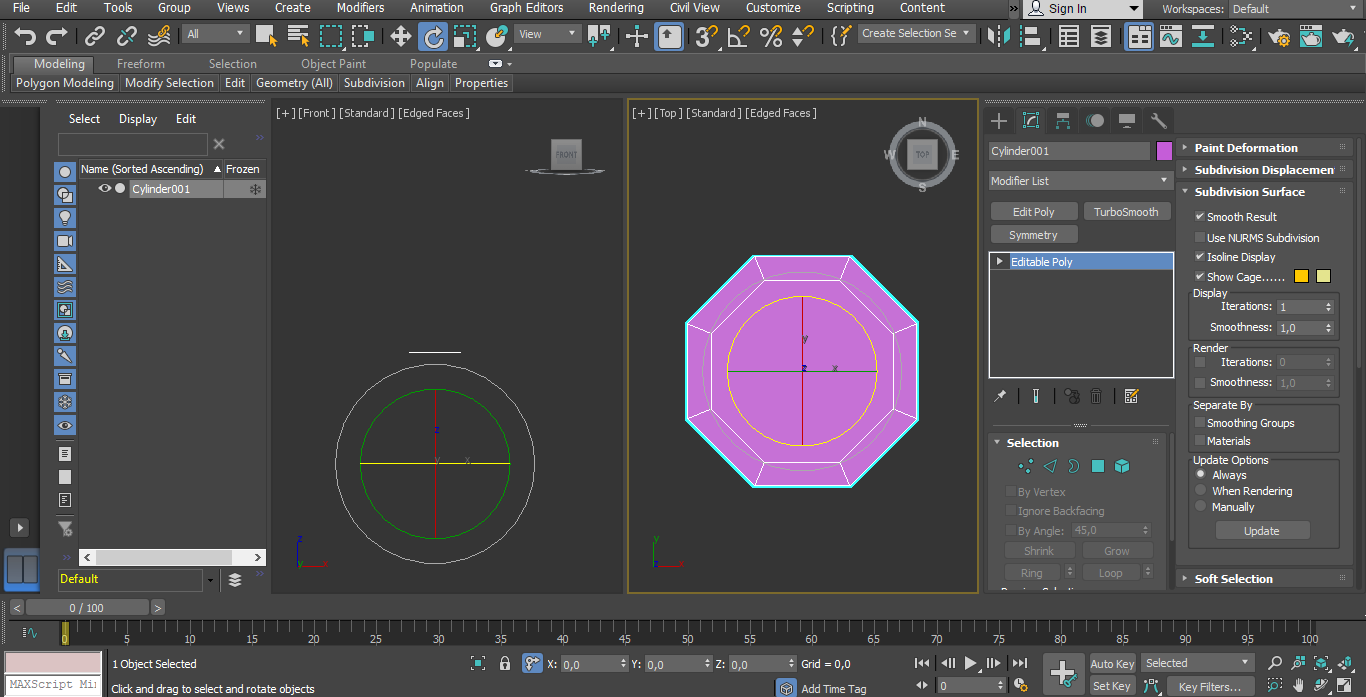 File Edit Tools Group Views Create Modifiers Animation Graph Editors Rendering Civil View Customize Scripting Content » Sign In Workspaces: Default
All View Create Selection Se
Modeling Freeform Selection Object Paint Populate
Polygon Modeling Modify Selection Edit Geometry (All) Subdivision Align Properties
Select Display Edit
Name (Sorted Ascending) Frozen
Cylinder001
Default
[+] [Front ] [Standard ] [Edged Faces ]
FRONT
z
y x
z
y x
[+] [Top ] [Standard ] [Edged Faces ]
N
W TOP E
S
y
z x
y
z x
Cylinder001
Modifier List
Edit Poly TurboSmooth
Symmetry
Editable Poly
Selection
By Vertex
Ignore Backfacing
By Angle: 45,0
Shrink Grow
Ring Loop
Paint Deformation
Subdivision Displacemen
Subdivision Surface
Smooth Result
Use NURMS Subdivision
Isoline Display
Show Cage......
Display
Iterations: 1
Smoothness: 1,0
Render
Iterations: 0
Smoothness: 1,0
Separate By
Smoothing Groups
Materials
Update Options
Always
When Rendering
Manually
Update
Soft Selection
< 0 / 100 >
0 5 10 15 20 25 30 35 40 45 50 55 60 65 70 75 80 85 90 95 100
1 Object Selected X: 0,0 Y: 0,0 Z: 0,0 Grid = 0,0 Auto Key Selected
MAXScript Mi Click and drag to select and rotate objects Add Time Tag 0 Set Key Key Filters...